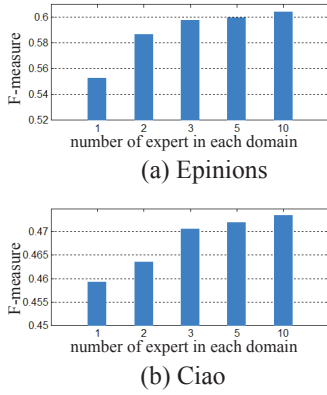 0.6
0.58
0.56
0.54
0.52
F-measure
1 2 3 5 10
number of expert in each domain
(a) Epinions
0.47
0.465
0.46
0.455
0.45
F-measure
1 2 3 5 10
number of expert in each domain
(b) Ciao